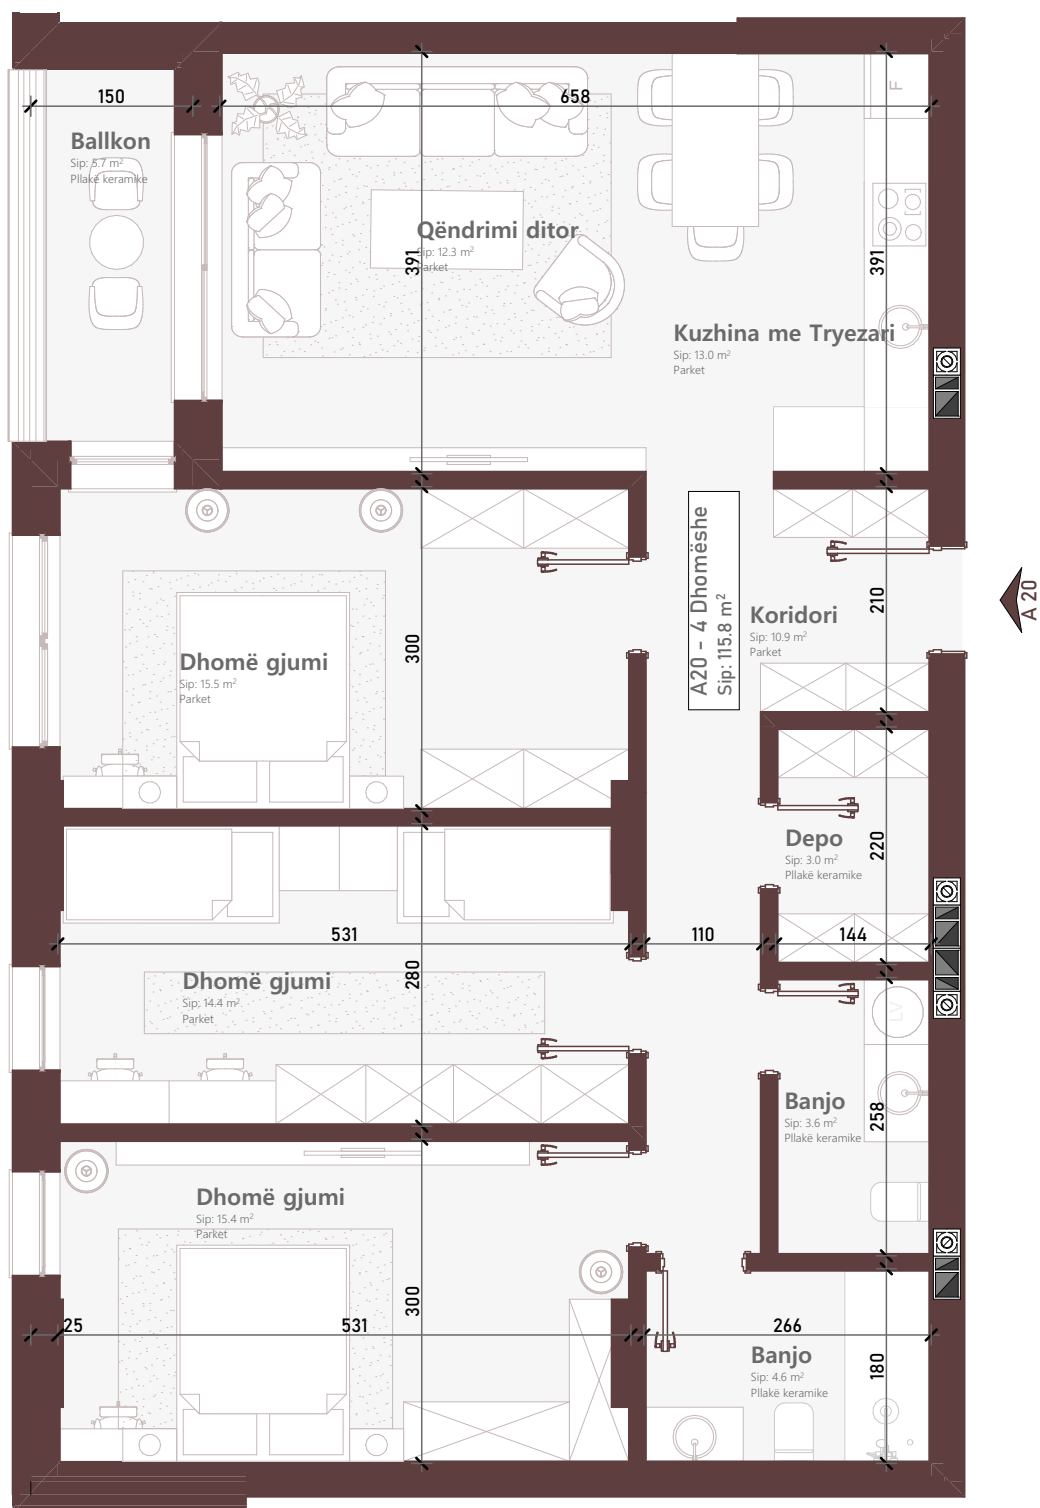 150
658
F
Ballkon
Sip: 5.7 m²
Pllakë keramike
Qëndrimi ditor
Sip: 12.3 m²
Parket
391
391
Kuzhina me Tryezari
Sip: 13.0 m²
Parket
A20 - 4 Dhomëshe
Sip: 115.8 m²
Koridori
Sip: 10.9 m²
Parket
210
A 20
300
Dhomë gjumi
Sip: 15.5 m²
Parket
Depo
Sip: 3.0 m²
Pllakë keramike
220
531
110
144
Dhomë gjumi
Sip: 14.4 m²
Parket
280
LV
Banjo
Sip: 3.6 m²
Pllakë keramike
258
Dhomë gjumi
Sip: 15.4 m²
Parket
300
25
531
266
Banjo
Sip: 4.6 m²
Pllakë keramike
180